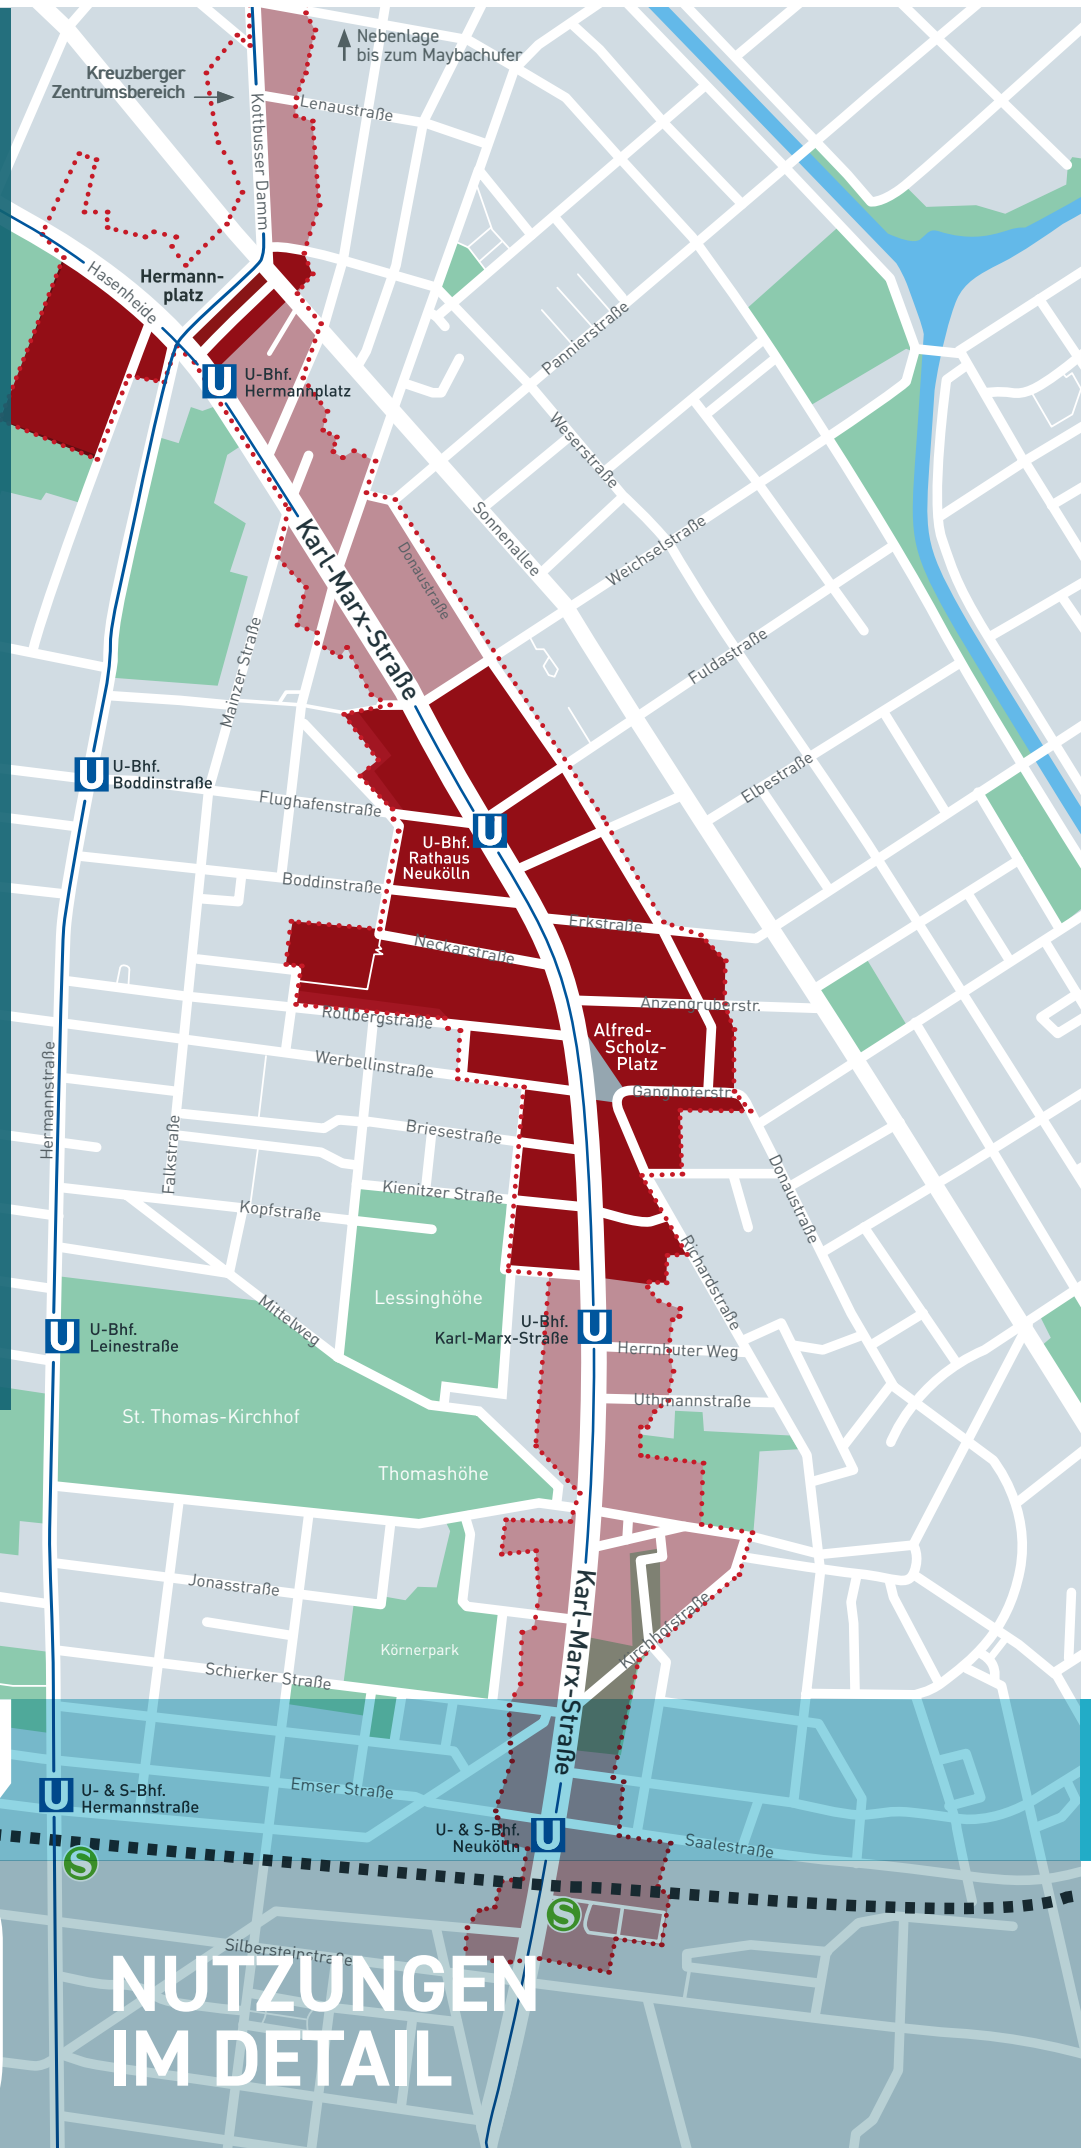 Nebenlage
bis zum Maybachufer
Kreuzberger
Zentrumsbereich
Lenaustraße
Kottbusser Damm
Hasenheide
Hermann-
platz
U
U-Bhf.
Hermannplatz
Pannierstraße
Weserstraße
Sonnenallee
Weichselstraße
Karl-Marx-Straße
Donaustraße
Mainzer Straße
Fuldastraße
U
U-Bhf.
Boddinstraße
Elbestraße
Flughafenstraße
U
U-Bhf.
Rathaus
Neukölln
Boddinstraße
Erkstraße
Neckarstraße
Anzengruberstr.
Rollbergstraße
Alfred-
Scholz-
Platz
Werbellinstraße
Ganghoferstr.
Hermannstraße
Falkstraße
Briesestraße
Donaustraße
Kienitzer Straße
Kopfstraße
Richardstraße
Lessinghöhe
Mittelweg
U
U-Bhf.
Leinestraße
U-Bhf.
Karl-Marx-Straße
U
Herrnhuter Weg
Uthmannstraße
St. Thomas-Kirchhof
Thomashöhe
Jonasstraße
Karl-Marx-Straße
Kirchhofstraße
Körnerpark
Schierker Straße
Emser Straße
U
U- & S-Bhf.
Hermannstraße
S
U- & S-Bhf.
Neukölln
U
Saalestraße
S
Silbersteinstraße
NUTZUNGEN
IM DETAIL